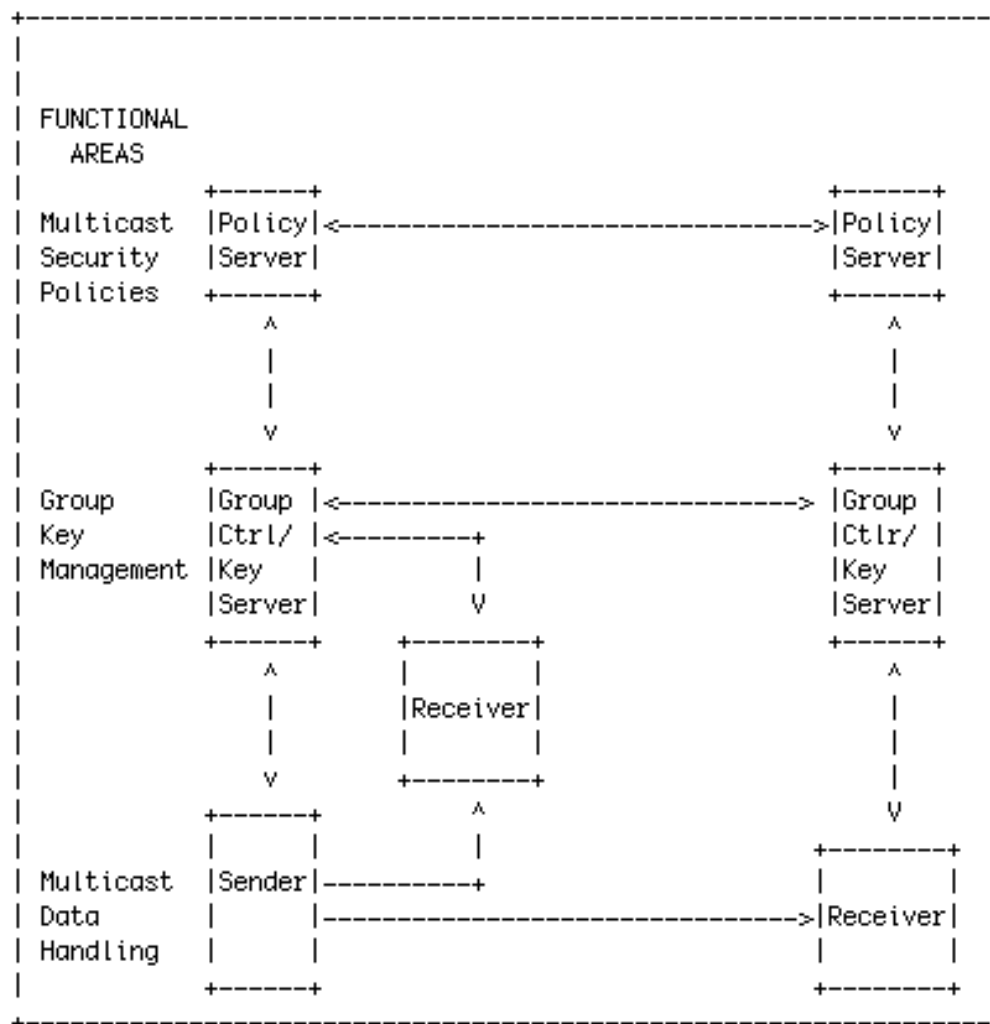 FUNCTIONAL
AREAS
Multicast |Policy|<-------------------------------->|Policy|
Security |Server| |Server|
Policies
Group |Group |<------------------------------> |Group |
Key |Ctrl/ |<---------+ |Ctlr/ |
Management |Key | |Key |
|Server| |Server|
|Receiver|
Multicast |Sender|----------+
Data |------------------------------>|Receiver|
Handling